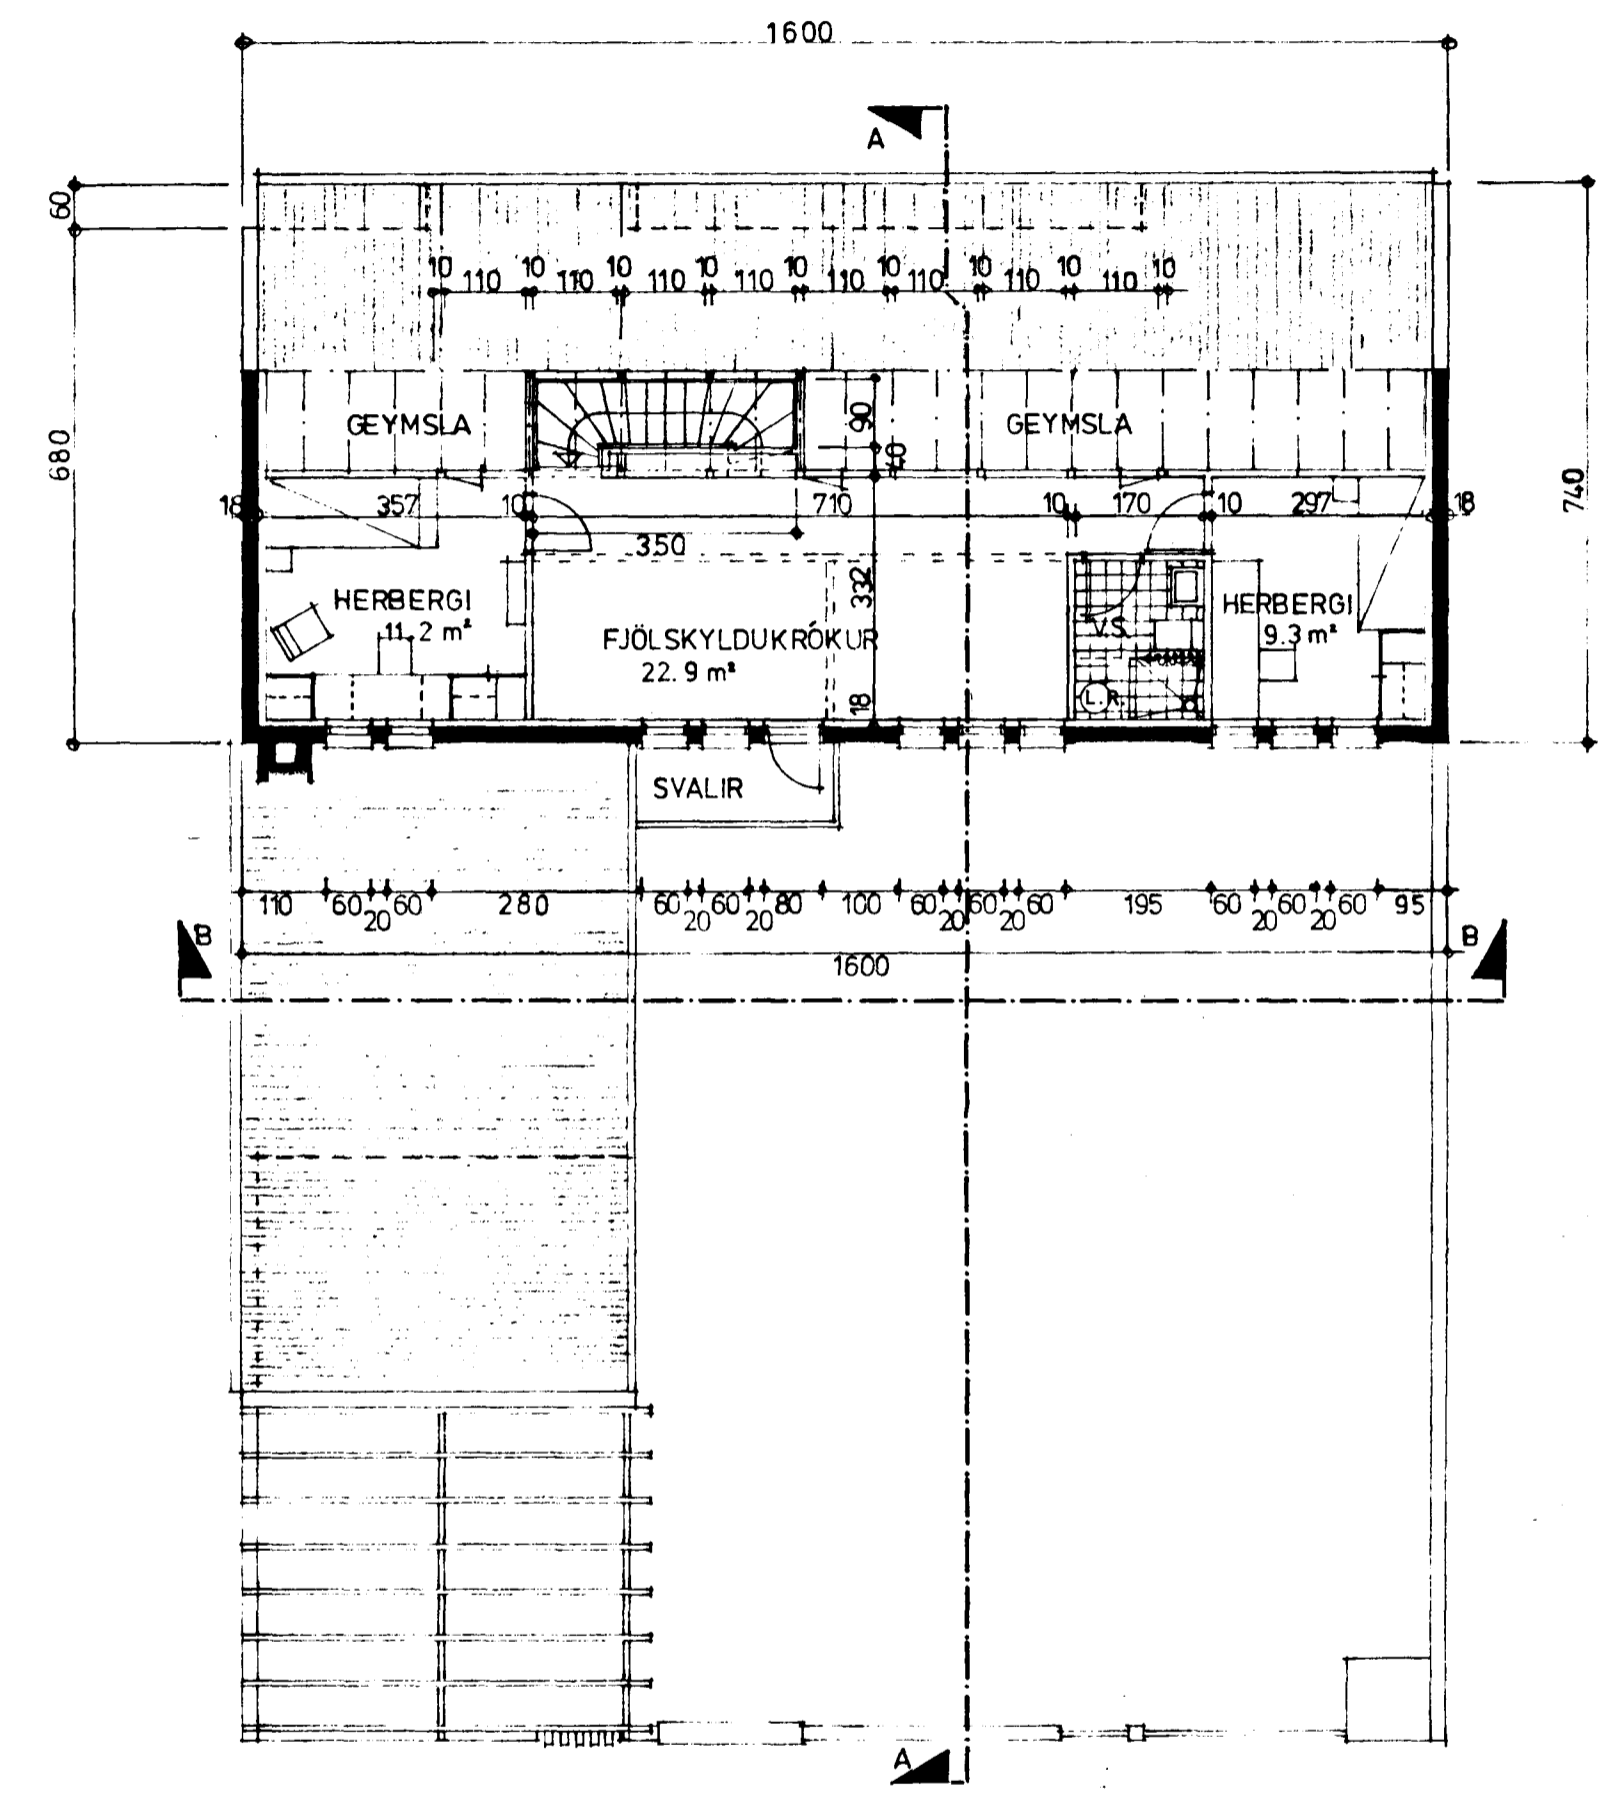 1600
A
60
10 110 10 110 10 110 10 110 10 110 10 110 10 110 10 110 10
680
GEYMSLA
GEYMSLA
90
40
740
18 357 10 710 10 170 10 297 18
350
332
HERBERGI
11.2 m²
FJÖLSKYLDUKRÓKUR
22.9 m²
V.S.
HERBERGI
9.3 m²
L.R.
18
SVALIR
110 60 20 60 280 60 20 60 20 80 100 60 20 60 20 60 195 60 20 60 20 60 95
B
B
1600
A